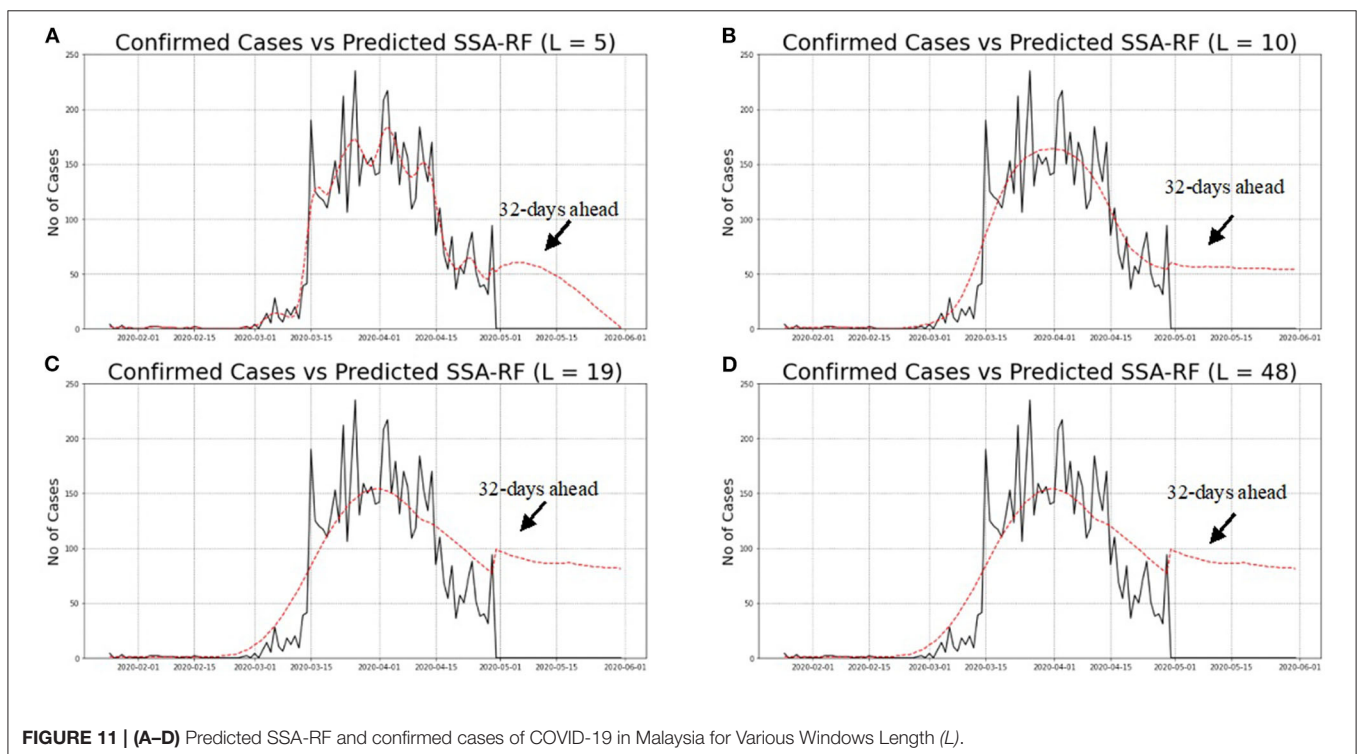 A
Confirmed Cases vs Predicted SSA-RF (L = 5)
No of Cases
250
200
150
100
50
0
32-days ahead
2020-02-01 2020-02-15 2020-03-01 2020-03-15 2020-04-01 2020-04-15 2020-05-01 2020-05-15 2020-06-01
B
Confirmed Cases vs Predicted SSA-RF (L = 10)
No of Cases
250
200
150
100
50
0
32-days ahead
2020-02-01 2020-02-15 2020-03-01 2020-03-15 2020-04-01 2020-04-15 2020-05-01 2020-05-15 2020-06-01
C
Confirmed Cases vs Predicted SSA-RF (L = 19)
No of Cases
250
200
150
100
50
0
32-days ahead
2020-02-01 2020-02-15 2020-03-01 2020-03-15 2020-04-01 2020-04-15 2020-05-01 2020-05-15 2020-06-01
D
Confirmed Cases vs Predicted SSA-RF (L = 48)
No of Cases
250
200
150
100
50
0
32-days ahead
2020-02-01 2020-02-15 2020-03-01 2020-03-15 2020-04-01 2020-04-15 2020-05-01 2020-05-15 2020-06-01
FIGURE 11 | (A–D) Predicted SSA-RF and confirmed cases of COVID-19 in Malaysia for Various Windows Length (L).